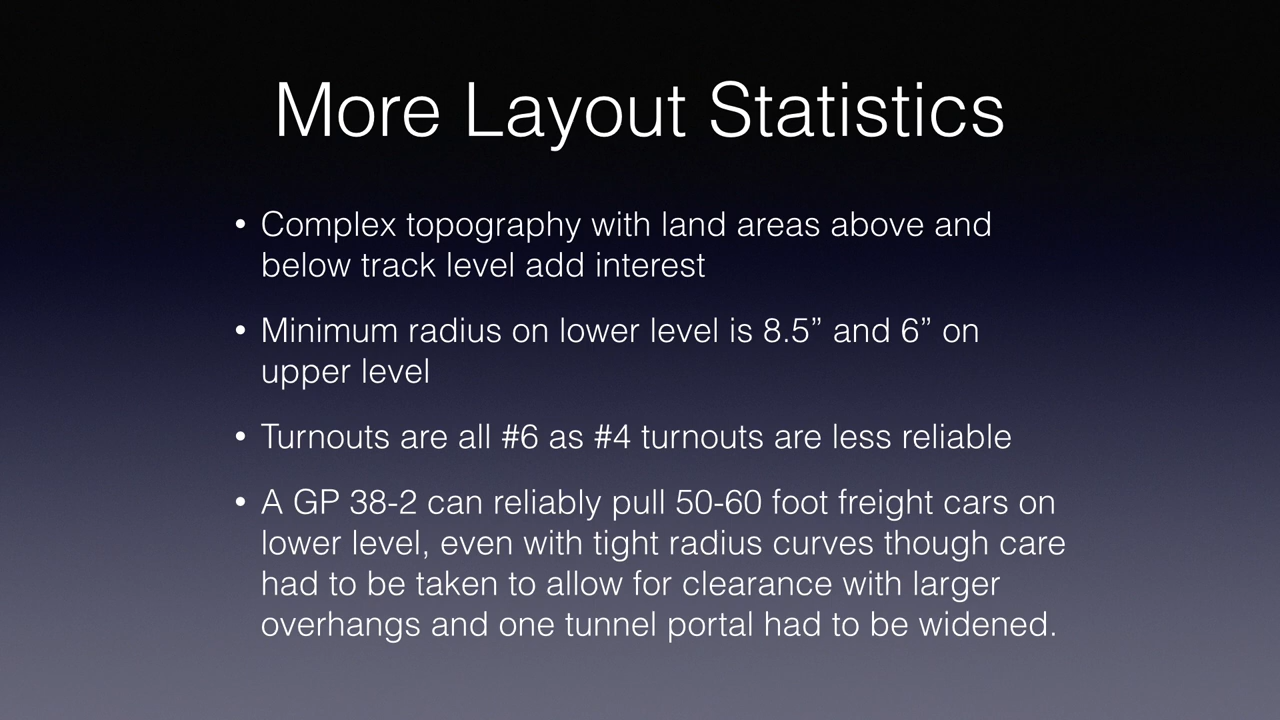 More Layout Statistics
• Complex topography with land areas above and
below track level add interest
• Minimum radius on lower level is 8.5” and 6” on
upper level
• Turnouts are all #6 as #4 turnouts are less reliable
• A GP 38-2 can reliably pull 50-60 foot freight cars on
lower level, even with tight radius curves though care
had to be taken to allow for clearance with larger
overhangs and one tunnel portal had to be widened.